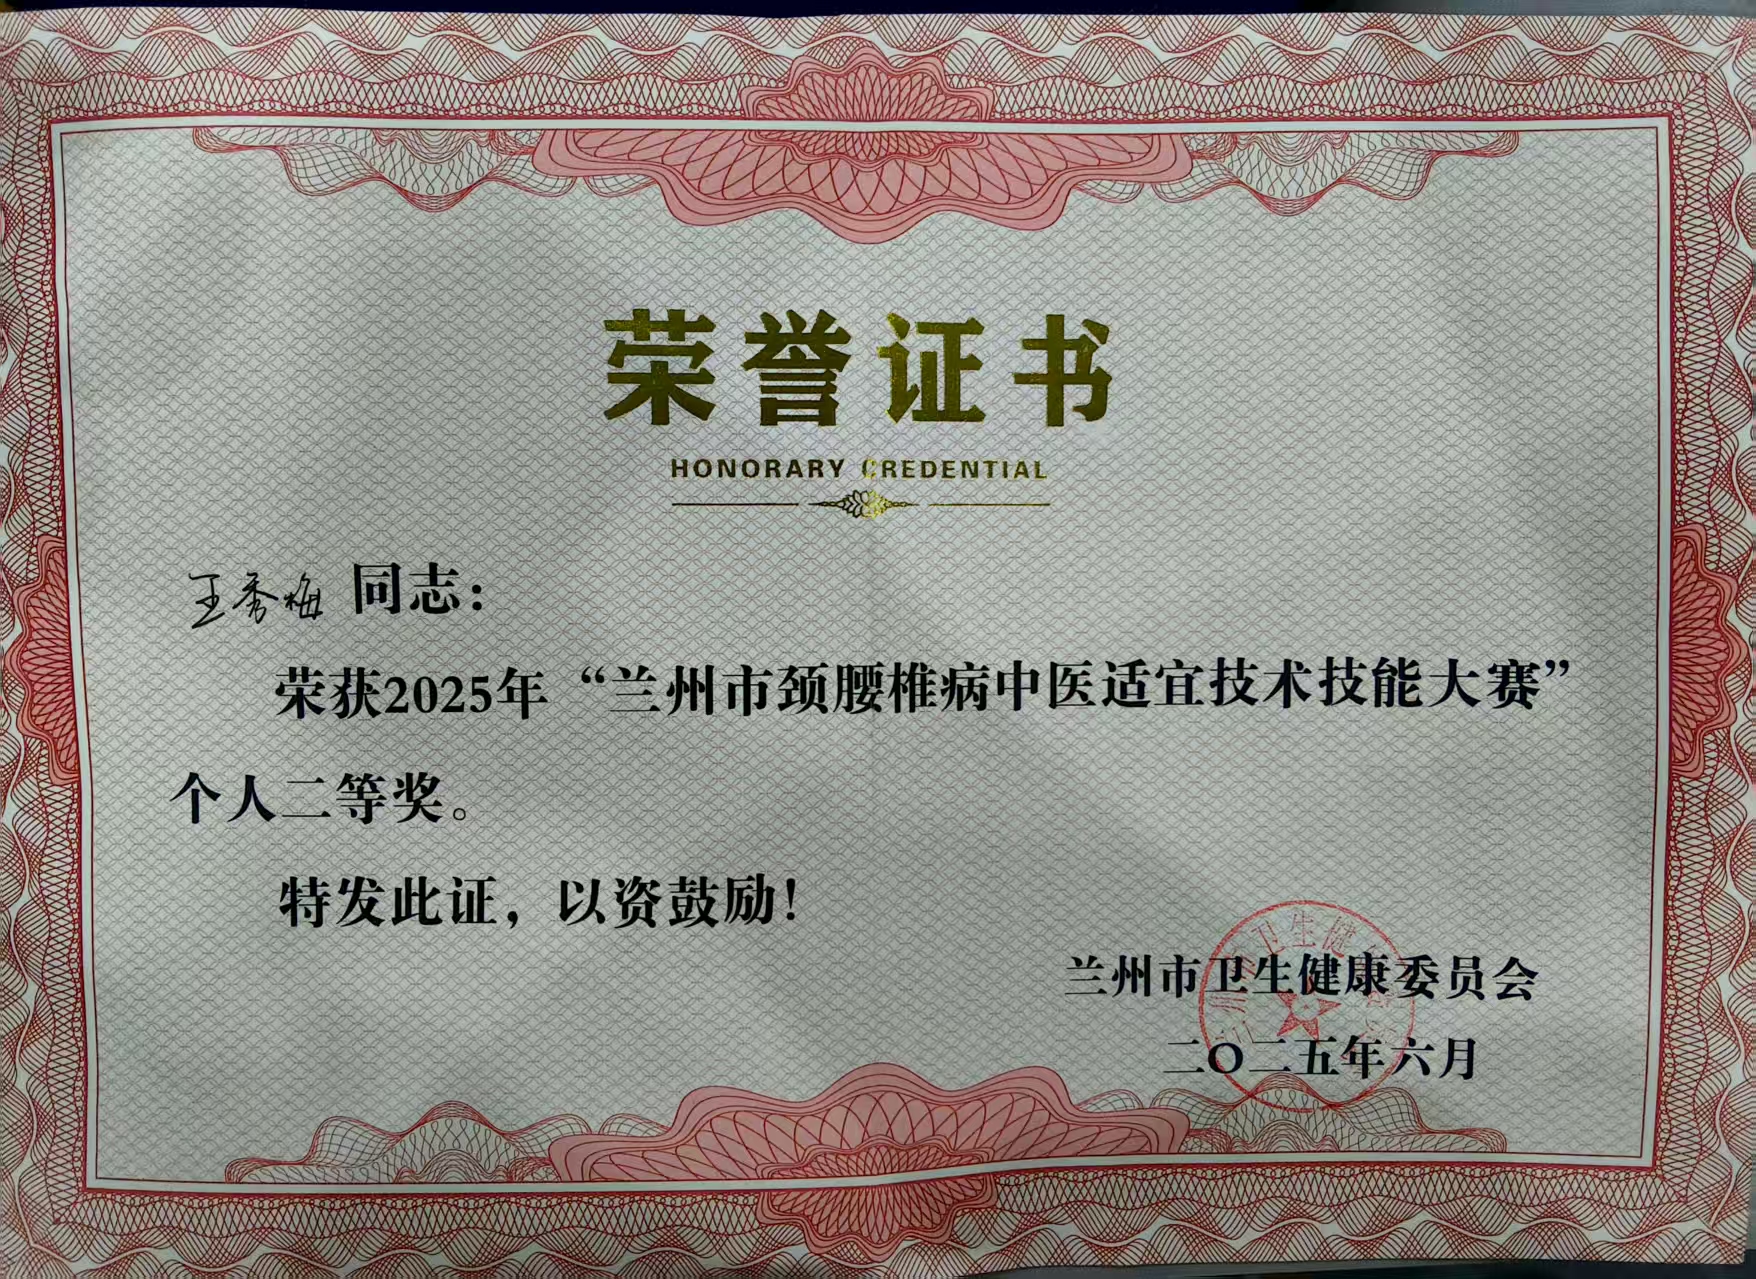 荣誉证书
HONORARY CREDENTIAL
王秀梅 同志：
荣获2025年“兰州市颈腰椎病中医适宜技术技能大赛”
个人二等奖。
特发此证，以资鼓励！
兰州市卫生健康委员会
二〇二五年六月